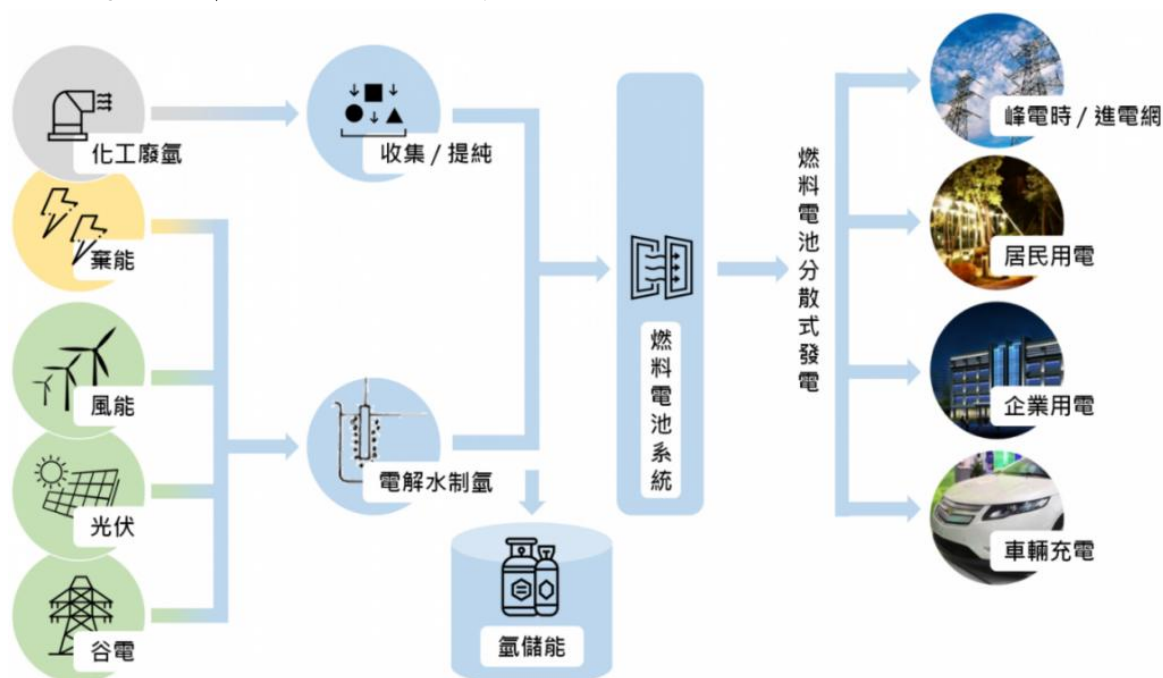 化工廢氫
棄能
風能
光伏
谷電
收集 / 提純
電解水制氫
氫儲能
燃料電池系統
燃料電池分散式發電
峰電時 / 進電網
居民用電
企業用電
車輛充電